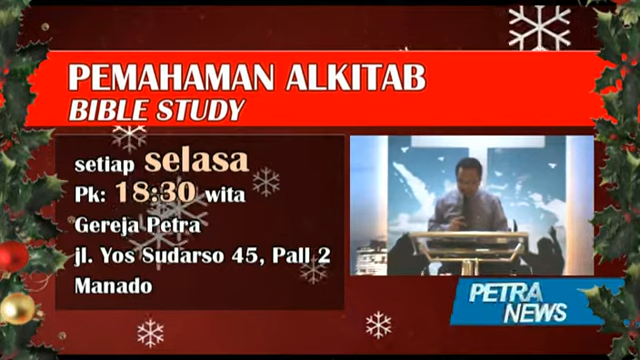 PEMAHAMAN ALKITAB
BIBLE STUDY
setiap selasa
Pk: 18:30 wita
Gereja Petra
jl. Yos Sudarso 45, Pall 2
Manado
PETRA
NEWS